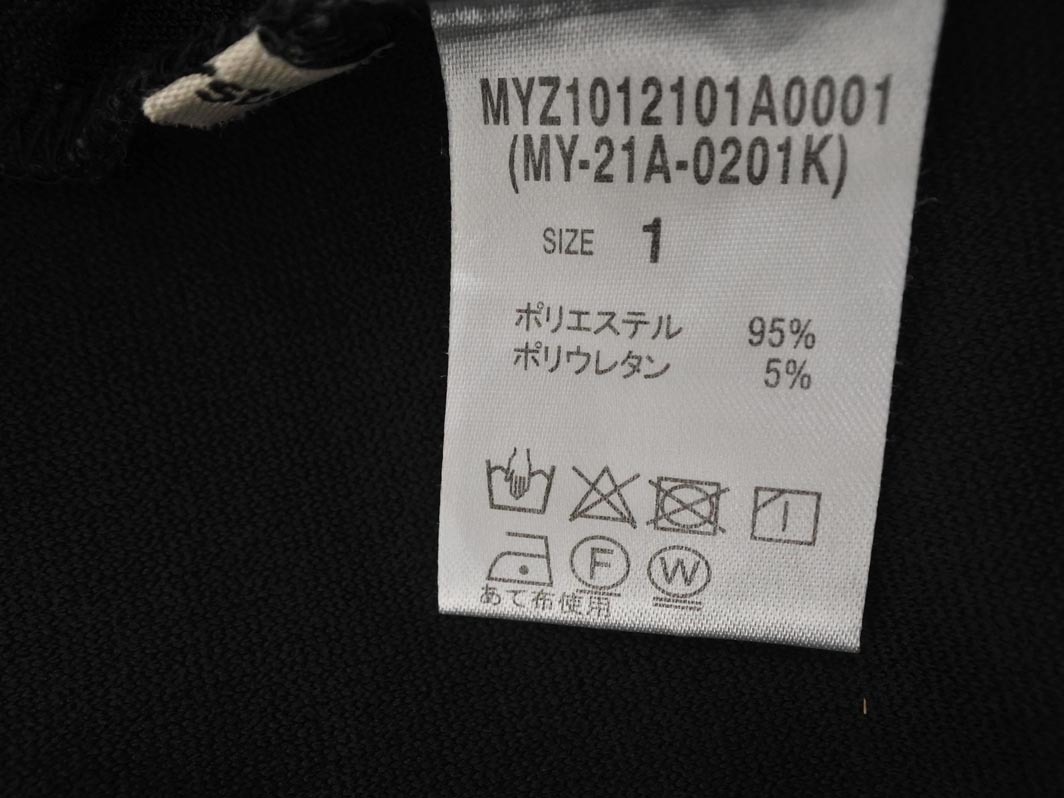 MYZ1012101A0001
(MY-21A-0201K)
SIZE 1
ポリエステル 95%
ポリウレタン 5%
F W
あて布使用